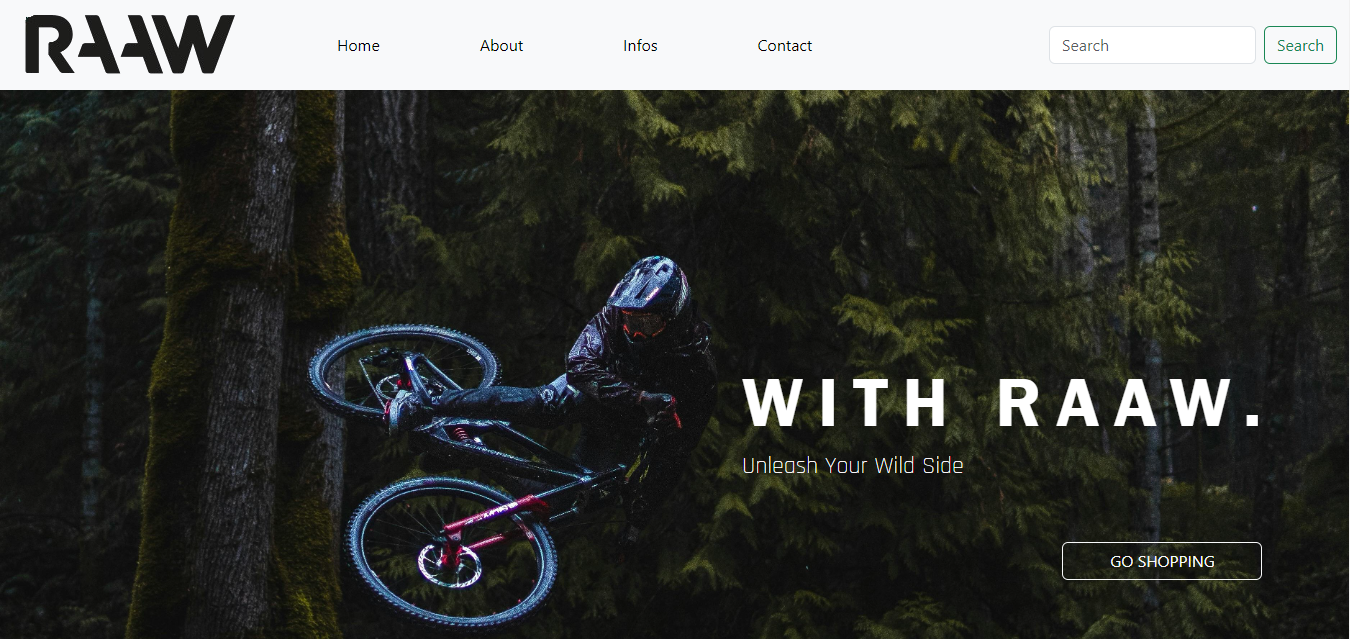 RAAW
Home
About
Infos
Contact
Search
Search
WITH RAAW.
Unleash Your Wild Side
GO SHOPPING